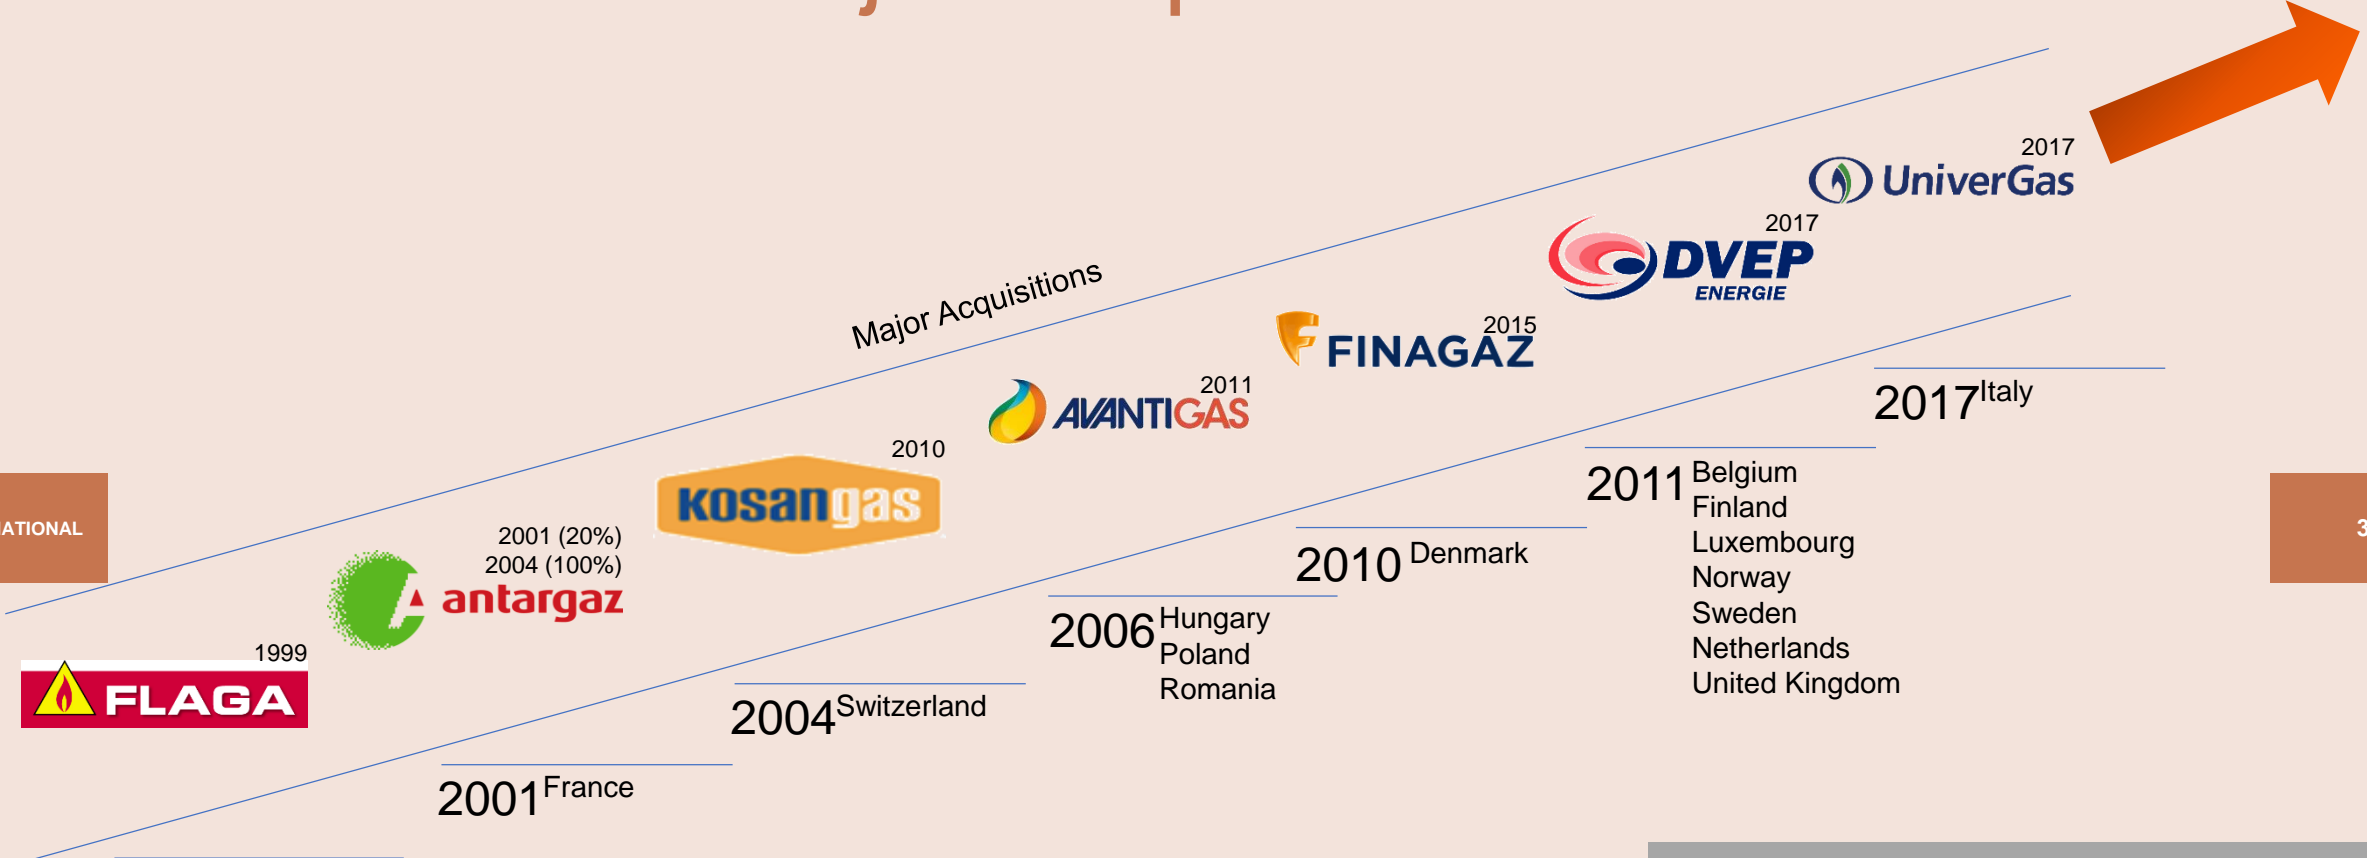 Major Acquisitions
2017
UniverGas
2017
DVEP
ENERGIE
2015
FINAGAZ
2011
AVANTIGAS
2010
KOSANgas
2001 (20%)
2004 (100%)
antargaz
1999
FLAGA
2017 Italy
2011 Belgium
Finland
Luxembourg
Norway
Sweden
Netherlands
United Kingdom
2010 Denmark
2006 Hungary
Poland
Romania
2004 Switzerland
2001 France
ATIONAL
3